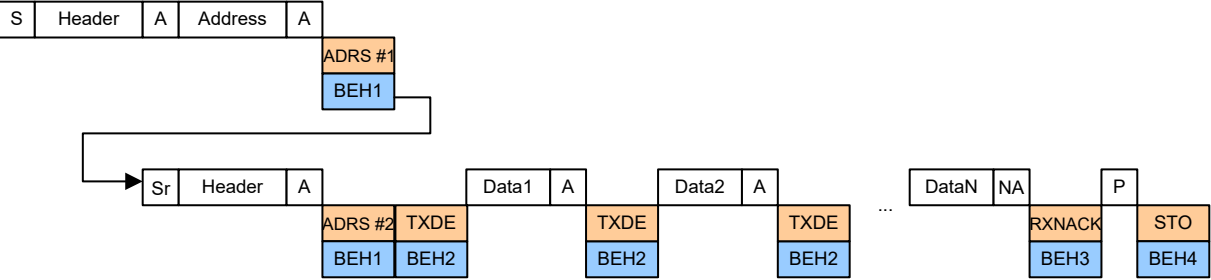 S Header A Address A
ADRS #1
BEH1
Sr Header A Data1 A Data2 A DataN NA P
...
ADRS #2 TXDE TXDE TXDE RXNACK STO
BEH1 BEH2 BEH2 BEH2 BEH3 BEH4